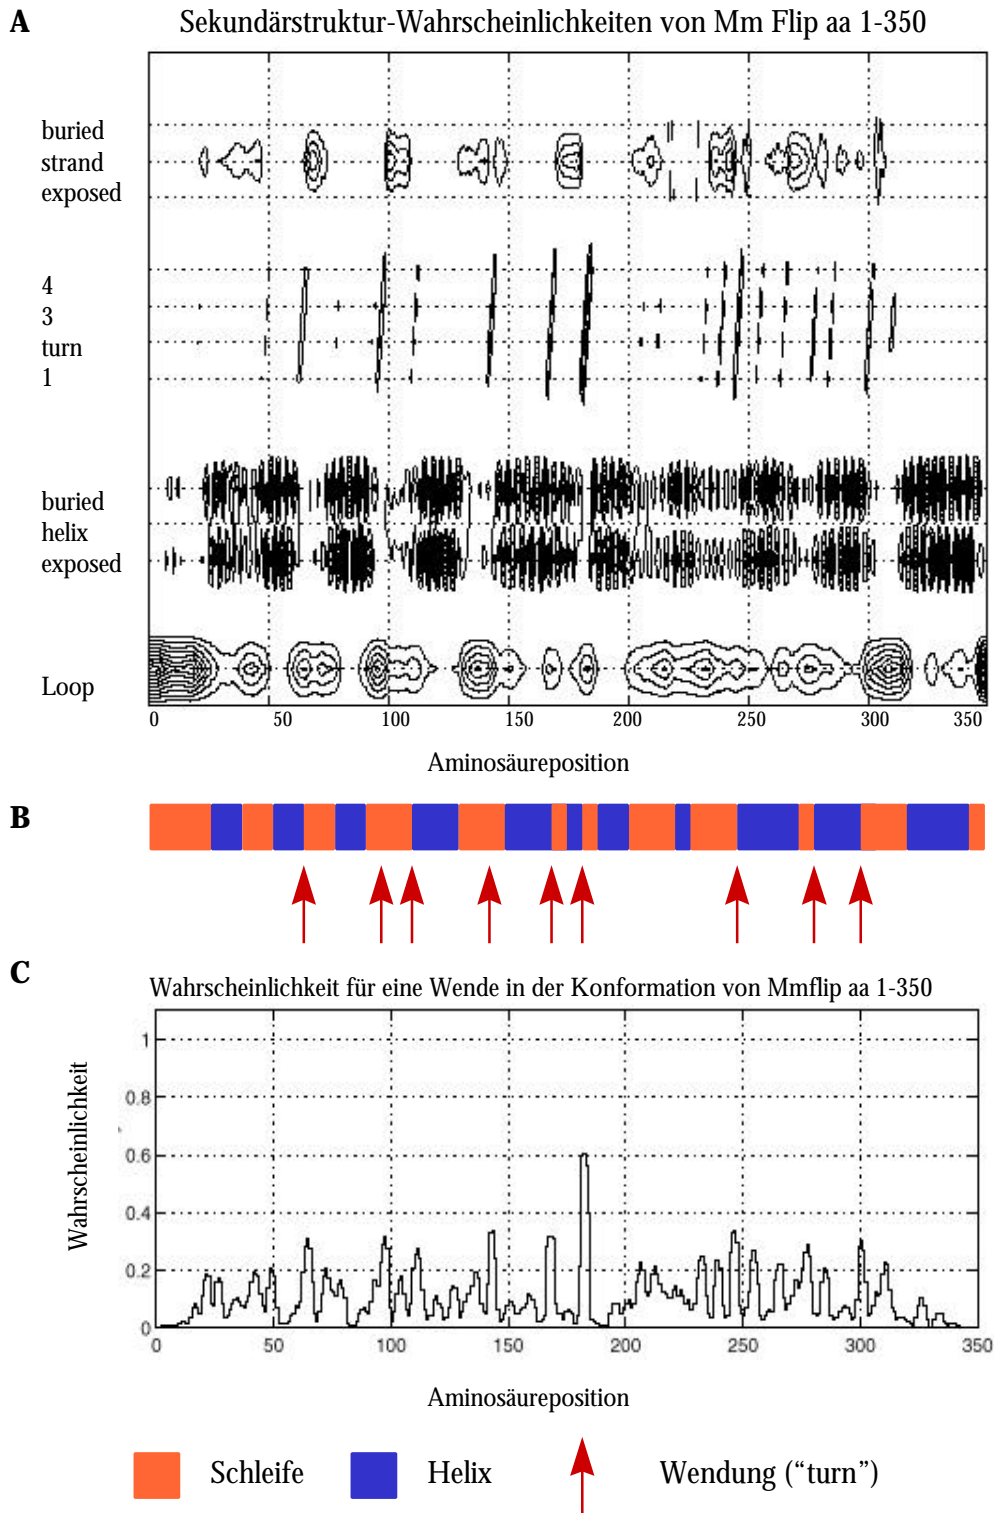 A
Sekundärstruktur-Wahrscheinlichkeiten von Mm Flip aa 1-350
buried
strand
exposed
4
3
turn
1
buried
helix
exposed
Loop
0 50 100 150 200 250 300 350
Aminosäureposition
B
C
Wahrscheinlichkeit für eine Wende in der Konformation von Mmflip aa 1-350
Wahrscheinlichkeit
1
0.8
0.6
0.4
0.2
0
0 50 100 150 200 250 300 350
Aminosäureposition
Schleife Helix Wendung (“turn”)